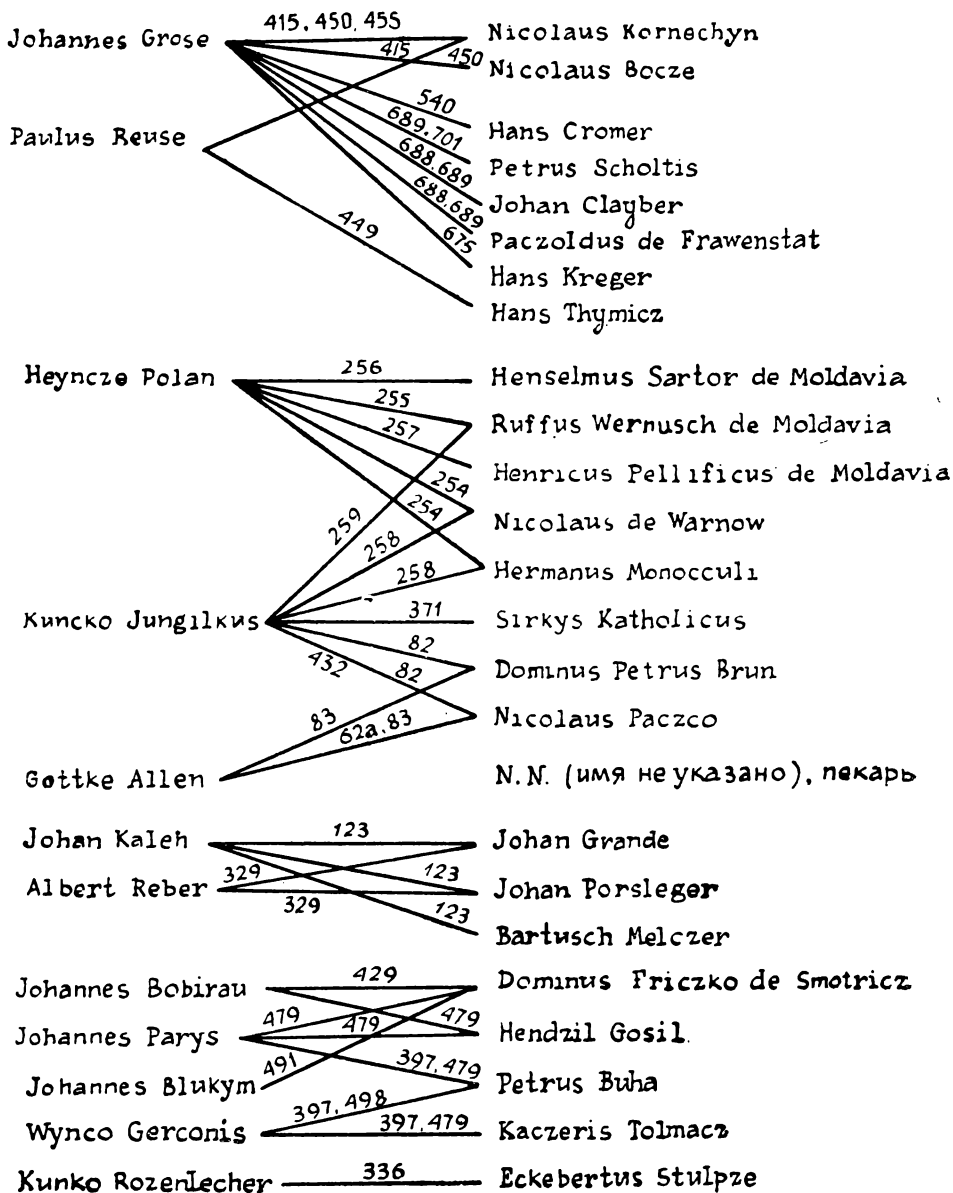 415, 450, 455
Johannes Grose
Nicolaus Kornechyn
415
450
Nicolaus Bocze
540
Hans Cromer
Paulus Reuse
689, 701
Petrus Scholtis
688, 689
Johan Clayber
688, 689
449
675
Paczoldus de Frawenstat
Hans Kreger
Hans Thymicz
256
Heyncze Polan
Henselmus Sartor de Moldavia
255
Ruffus Wernusch de Moldavia
257
Henricus Pellificus de Moldavia
254
254
Nicolaus de Warnow
259
258
258
Hermanus Monocculi
371
Kuncko Jungilkus
Sirkys Katholicus
82
432
82
Dominus Petrus Brun
83
62a, 83
Nicolaus Paczco
Gottke Allen
N. N. (имя не указано), пекарь
123
Johan Kaleh
Johan Grande
329
123
Albert Reber
Johan Porsleger
329
123
Bartusch Melczer
429
Johannes Bobirau
Dominus Friczko de Smotricz
479
479
479
Johannes Parys
Hendzil Gosil.
491
397, 479
Johannes Blukym
Petrus Buha
397, 498
397, 479
Wynco Gerconis
Kaczeris Tolmacz
336
Kunko Rozenlecher
Eckebertus Stulpze